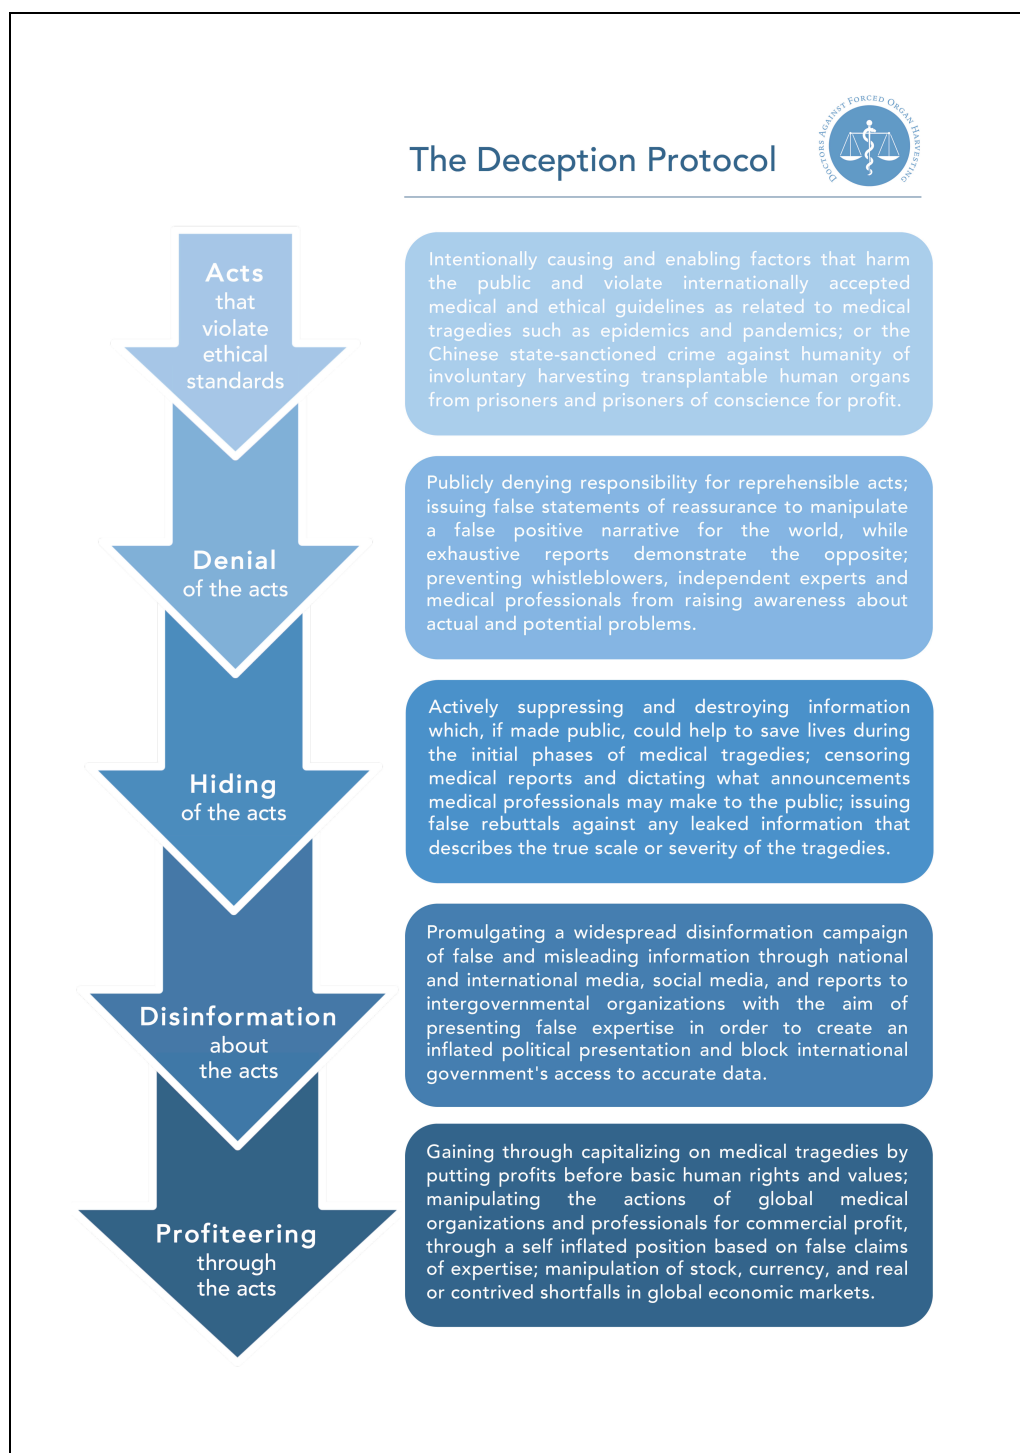 The Deception Protocol
DOCTORS AGAINST FORCED ORGAN HARVESTING
Acts
that
violate
ethical
standards
Intentionally causing and enabling factors that harm
the public and violate internationally accepted
medical and ethical guidelines as related to medical
tragedies such as epidemics and pandemics; or the
Chinese state-sanctioned crime against humanity of
involuntary harvesting transplantable human organs
from prisoners and prisoners of conscience for profit.
Denial
of the acts
Publicly denying responsibility for reprehensible acts;
issuing false statements of reassurance to manipulate
a false positive narrative for the world, while
exhaustive reports demonstrate the opposite;
preventing whistleblowers, independent experts and
medical professionals from raising awareness about
actual and potential problems.
Hiding
of the acts
Actively suppressing and destroying information
which, if made public, could help to save lives during
the initial phases of medical tragedies; censoring
medical reports and dictating what announcements
medical professionals may make to the public; issuing
false rebuttals against any leaked information that
describes the true scale or severity of the tragedies.
Disinformation
about
the acts
Promulgating a widespread disinformation campaign
of false and misleading information through national
and international media, social media, and reports to
intergovernmental organizations with the aim of
presenting false expertise in order to create an
inflated political presentation and block international
government's access to accurate data.
Profiteering
through
the acts
Gaining through capitalizing on medical tragedies by
putting profits before basic human rights and values;
manipulating the actions of global medical
organizations and professionals for commercial profit,
through a self inflated position based on false claims
of expertise; manipulation of stock, currency, and real
or contrived shortfalls in global economic markets.